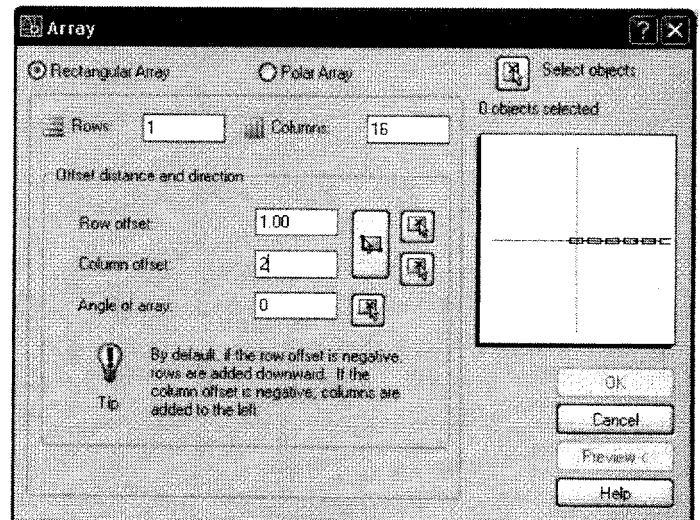 Array
Rectangular Array
Polar Array
Select objects
0 objects selected
Rows: 1
Columns: 16
Offset distance and direction
Row offset: 1.00
Column offset: 2
Angle of array: 0
Tip
By default, if the row offset is negative,
rows are added downward. If the
column offset is negative, columns are
added to the left.
OK
Cancel
Preview <
Help